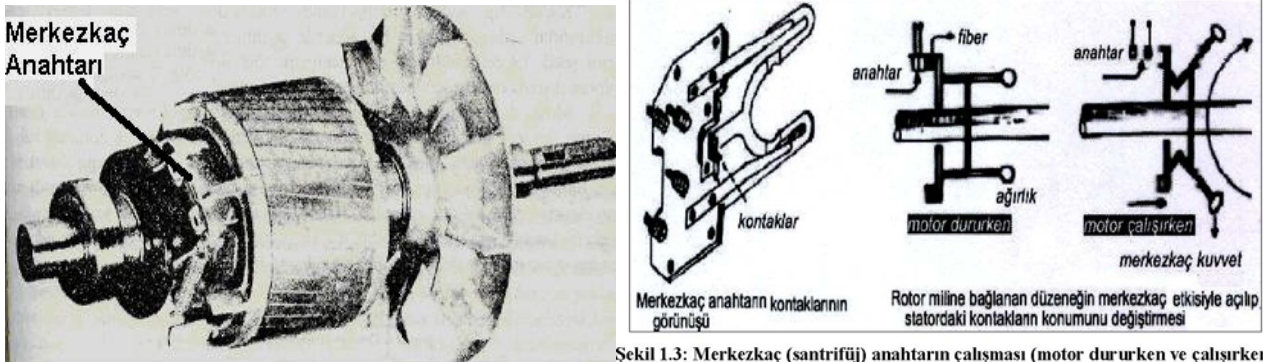 Merkezkaç
Anahtarı
fiber
anahtar
anahtar
kontaklar
ağırlık
motor dururken
motor çalışırken
merkezkaç kuvvet
Merkezkaç anahtarın kontaklarının
görünüşü
Rotor miline bağlanan düzeneğin merkezkaç etkisiyle açılıp
statordaki kontakların konumunu değiştirmesi
Şekil 1.3: Merkezkaç (santrifüj) anahtarın çalışması (motor dururken ve çalışırken